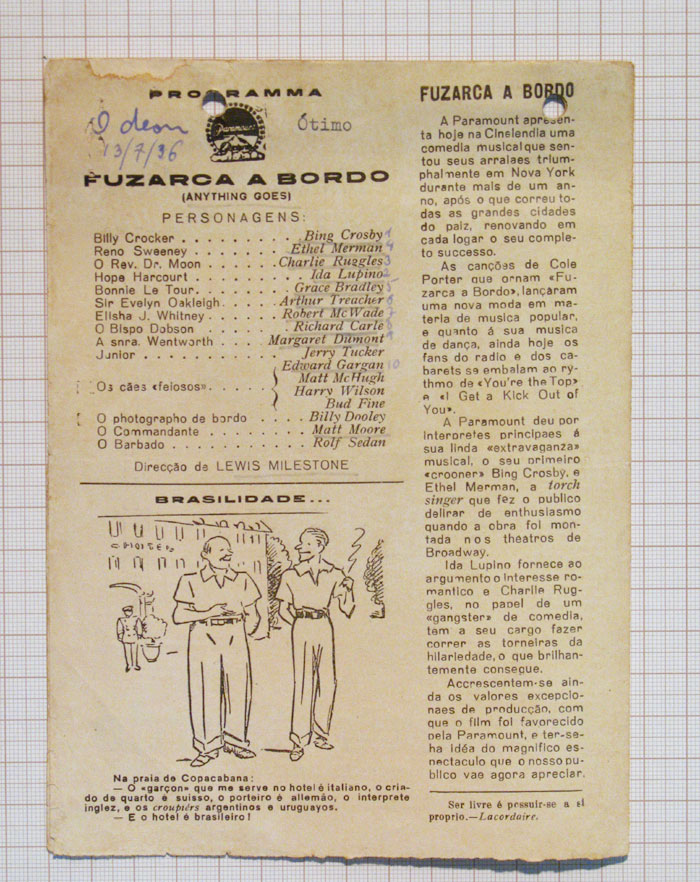 PROGRAMMA
Odeon
13/7/36
Paramount
Ótimo
FUZARCA A BORDO
(ANYTHING GOES)
PERSONAGENS:
Billy Crocker . . . . . . . . . . . Bing Crosby 1
Reno Sweeney . . . . . . . . . . Ethel Merman 4
O Rev. Dr. Moon . . . . . . . . Charlie Ruggles 3
Hope Harcourt . . . . . . . . . . Ida Lupino 2
Bonnie Le Tour. . . . . . . . . . Grace Bradley 5
Sir Evelyn Oakleigh. . . . . . Arthur Treacher 6
Elisha J. Whitney. . . . . . . Robert McWade 7
O Bispo Dobson . . . . . . . . Richard Carle 8
A snra. Wentworth. . . . . Margaret Dumont 9
Junior . . . . . . . . . . . . . Jerry Tucker
Edward Gargan 10
Os cães «feiosos». . . . . . Matt McHugh
Harry Wilson
Bud Fine
O photographo de bordo . . . . . Billy Dooley
O Commandante . . . . . . . . . Matt Moore
O Barbado . . . . . . . . . . . . Rolf Sedan
Direcção de LEWIS MILESTONE
BRASILIDADE...
Na praia de Copacabana:
— O «garçon» que me serve no hotel é italiano, o cria-
do de quarto é suisso, o porteiro é allemão, o interprete
inglez, e os croupiérs argentinos e uruguayos.
— E o hotel é brasileiro!
FUZARCA A BORDO
A Paramount apresen-
ta hoje na Cinelandia uma
comedia musical que sen-
tou seus arraiaes trium-
phalmente em Nova York
durante mais de um an-
no, após o que correu to-
das as grandes cidades
do paiz, renovando em
cada logar o seu comple-
to successo.
As canções de Cole
Porter que ornam «Fu-
zarca a Bordo», lançaram
uma nova moda em ma-
teria de musica popular,
e quanto á sua musica
de dança, ainda hoje os
fans do radio e dos ca-
barets se embalam ao ry-
thmo de «You're the Top»
e «I Get a Kick Out of
You».
A Paramount deu por
interpretes principaes á
sua linda «extravaganza»
musical, o seu primeiro
«crooner» Bing Crosby, e
Ethel Merman, a torch
singer que fez o publico
delirar de enthusiasmo
quando a obra foi mon-
tada nos theatros de
Broadway.
Ida Lupino fornece ao
argumento o interesse ro-
mantico e Charlie Rug-
gles, no papel de um
«gangster» de comedia,
tem a seu cargo fazer
correr as torneiras da
hilariedade, o que brilhan-
temente consegue.
Accrescentem-se ain-
da os valores excepcio-
naes de producção, com
que o film foi favorecido
pela Paramount, e ter-se-
ha idéa do magnifico es-
pectaculo que o nosso pu-
blico vae agora apreciar.
Ser livre é possuir-se a si
proprio.—Lacordaire.